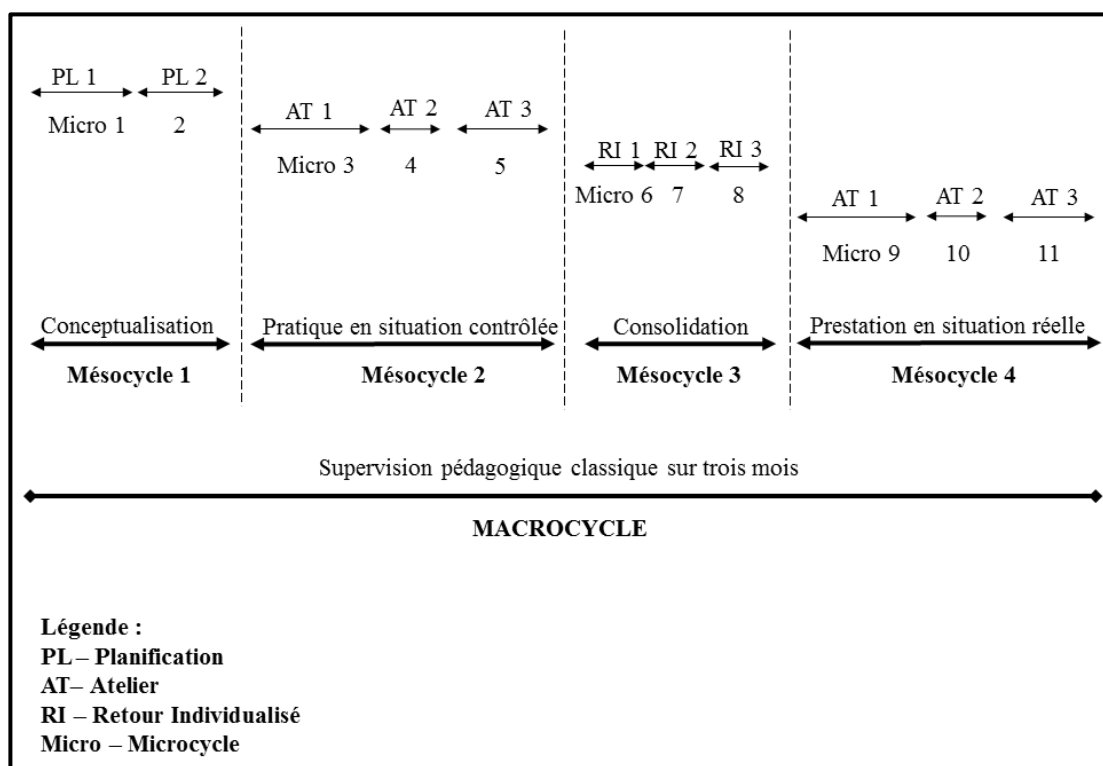 PL 1 PL 2
Micro 1 2
AT 1 AT 2 AT 3
Micro 3 4 5
RI 1 RI 2 RI 3
Micro 6 7 8
AT 1 AT 2 AT 3
Micro 9 10 11
Conceptualisation
Mésocycle 1
Pratique en situation contrôlée
Mésocycle 2
Consolidation
Mésocycle 3
Prestation en situation réelle
Mésocycle 4
Supervision pédagogique classique sur trois mois
MACROCYCLE
Légende :
PL – Planification
AT– Atelier
RI – Retour Individualisé
Micro – Microcycle